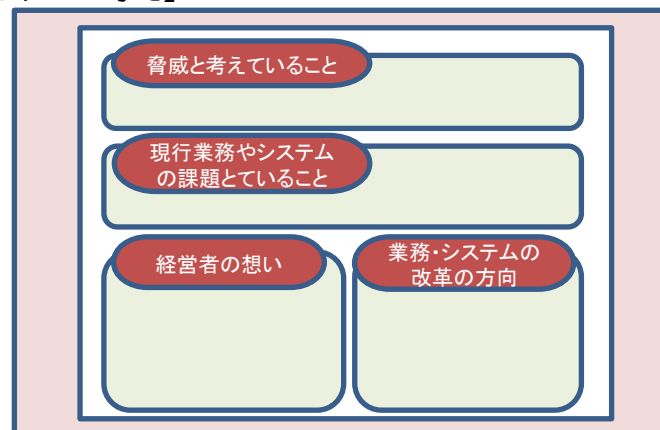 脅威と考えていること
現行業務やシステム
の課題とていること
経営者の想い
業務・システムの
改革の方向